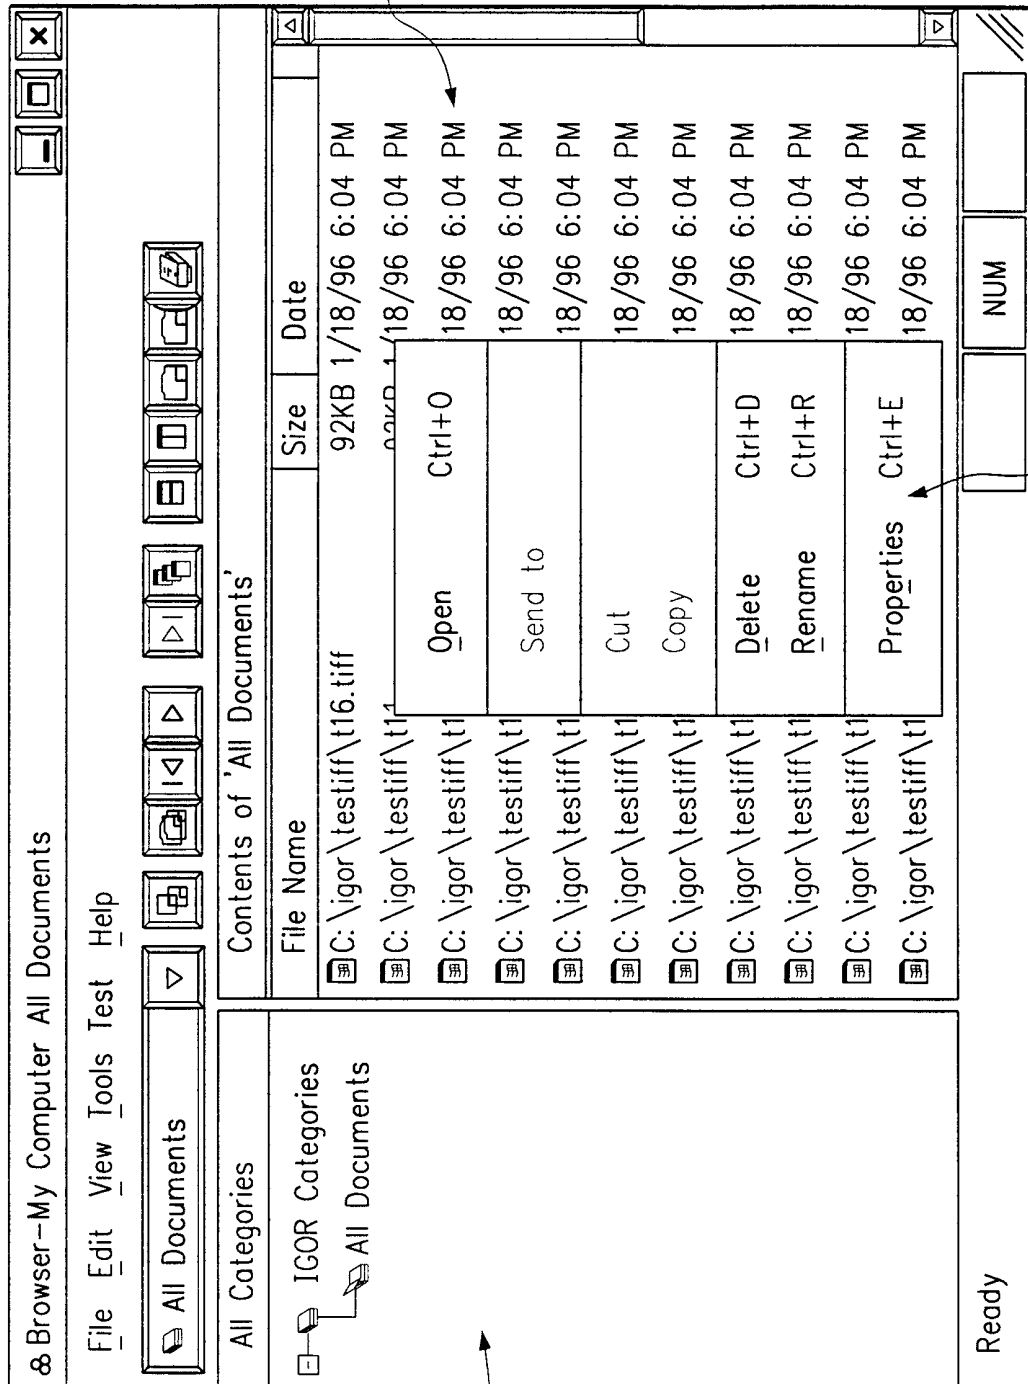 Browser-My Computer All Documents
File Edit View Tools Test Help
All Documents
All Categories
Contents of 'All Documents'
IGOR Categories
All Documents
File Name Size Date
C: \igor\testiff\t16.tiff 92KB 1/18/96 6:04 PM
C: \igor\testiff\t1 92KB 1/18/96 6:04 PM
C: \igor\testiff\t1 18/96 6:04 PM
C: \igor\testiff\t1 18/96 6:04 PM
C: \igor\testiff\t1 18/96 6:04 PM
C: \igor\testiff\t1 18/96 6:04 PM
C: \igor\testiff\t1 18/96 6:04 PM
C: \igor\testiff\t1 18/96 6:04 PM
C: \igor\testiff\t1 18/96 6:04 PM
C: \igor\testiff\t1 18/96 6:04 PM
C: \igor\testiff\t1 18/96 6:04 PM
Open Ctrl+O
Send to
Cut
Copy
Delete Ctrl+D
Rename Ctrl+R
Properties Ctrl+E
Ready
NUM